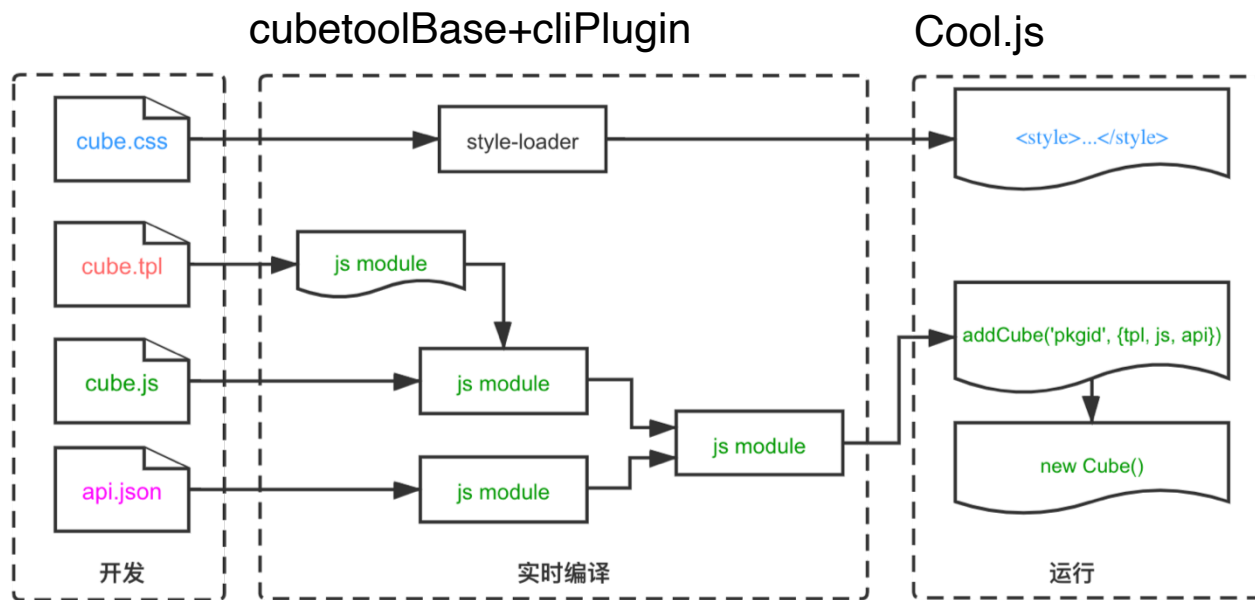 cubetoolBase+cliPlugin
Cool.js
cube.css
style-loader
<style>...</style>
cube.tpl
js module
cube.js
js module
addCube('pkgid', {tpl, js, api})
js module
api.json
js module
new Cube()
开发
实时编译
运行